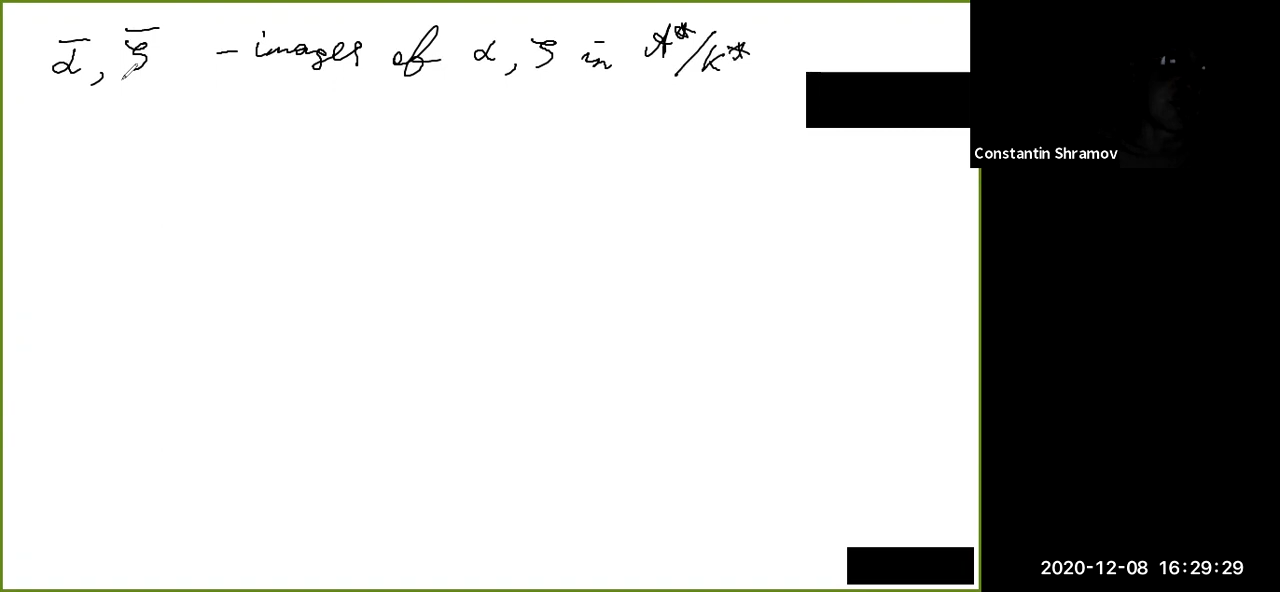 ᾱ, ζ̄ – images of α, ζ in A*/K*
Constantin Shramov
2020-12-08 16:29:29